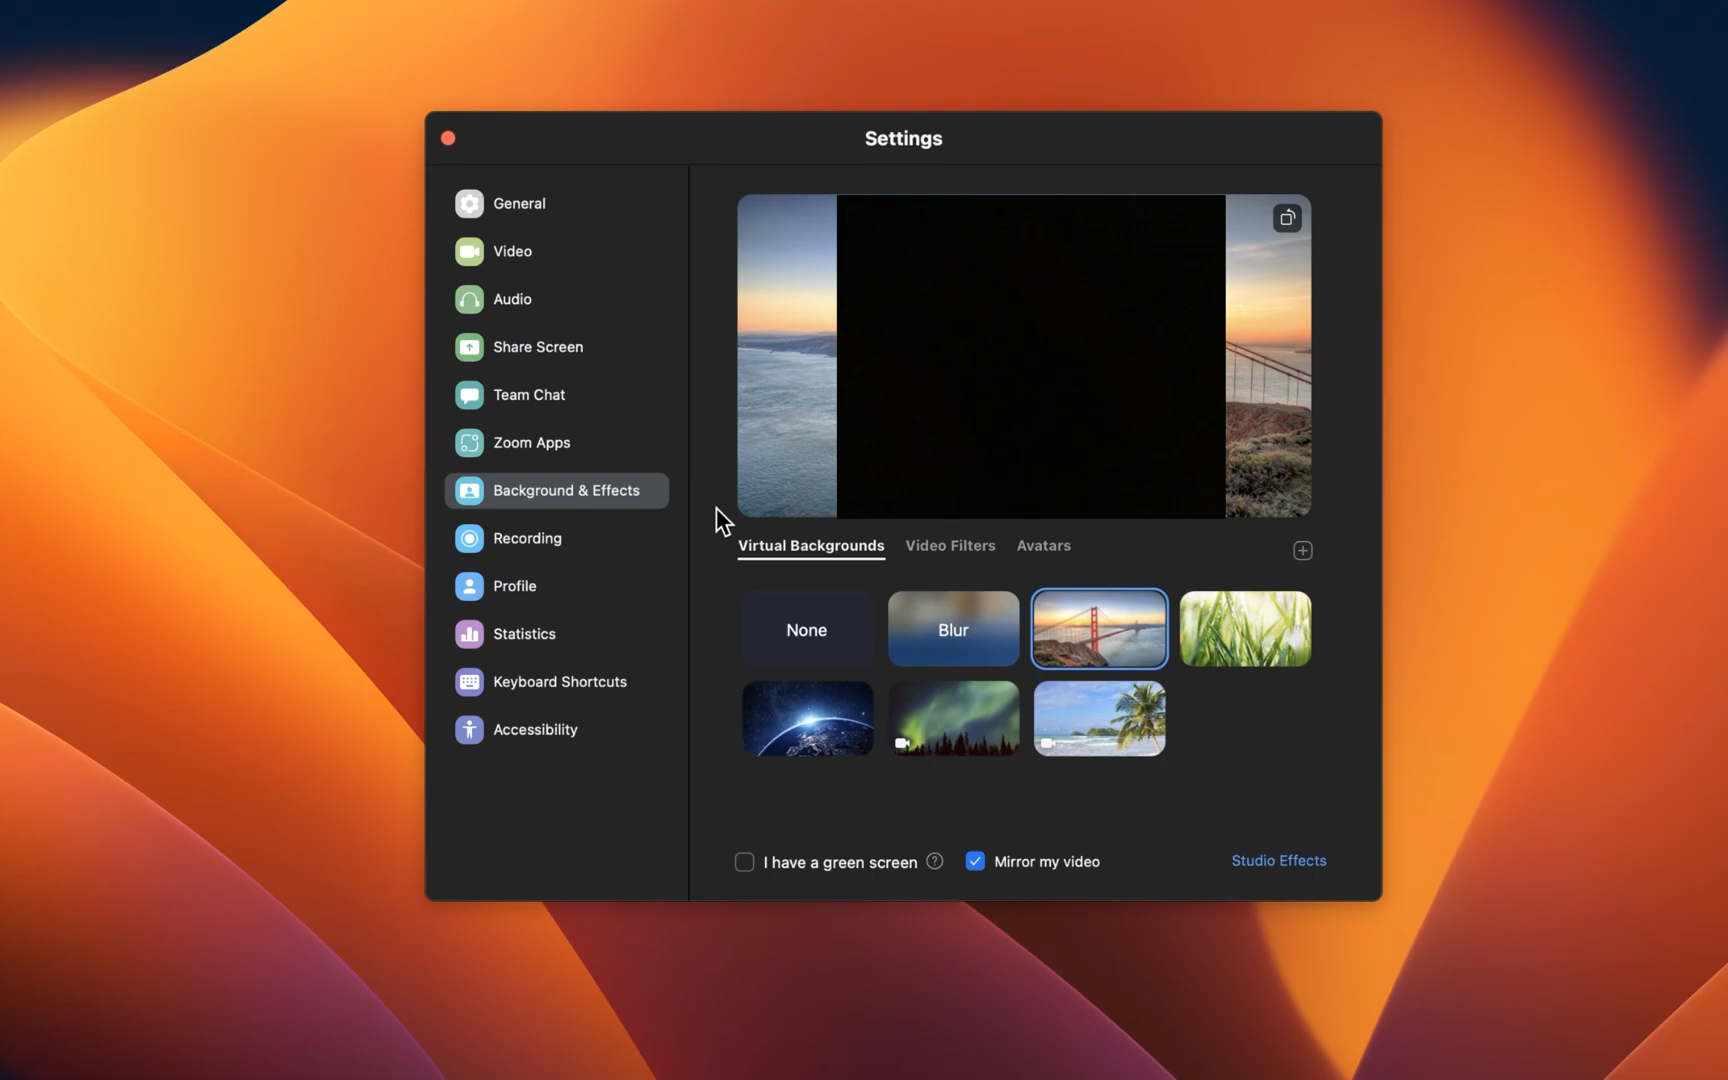 Settings
General
Video
Audio
Share Screen
Team Chat
Zoom Apps
Background & Effects
Recording
Profile
Statistics
Keyboard Shortcuts
Accessibility
Virtual Backgrounds Video Filters Avatars
None Blur
I have a green screen ? Mirror my video Studio Effects